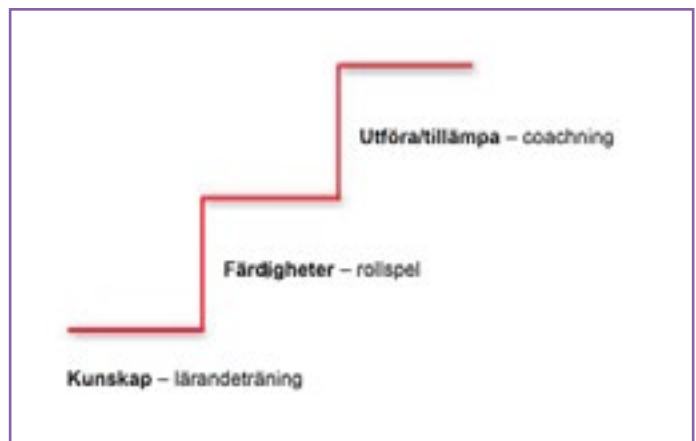 Utföra/tillämpa – coachning
Färdigheter – rollspel
Kunskap – lärandeträning